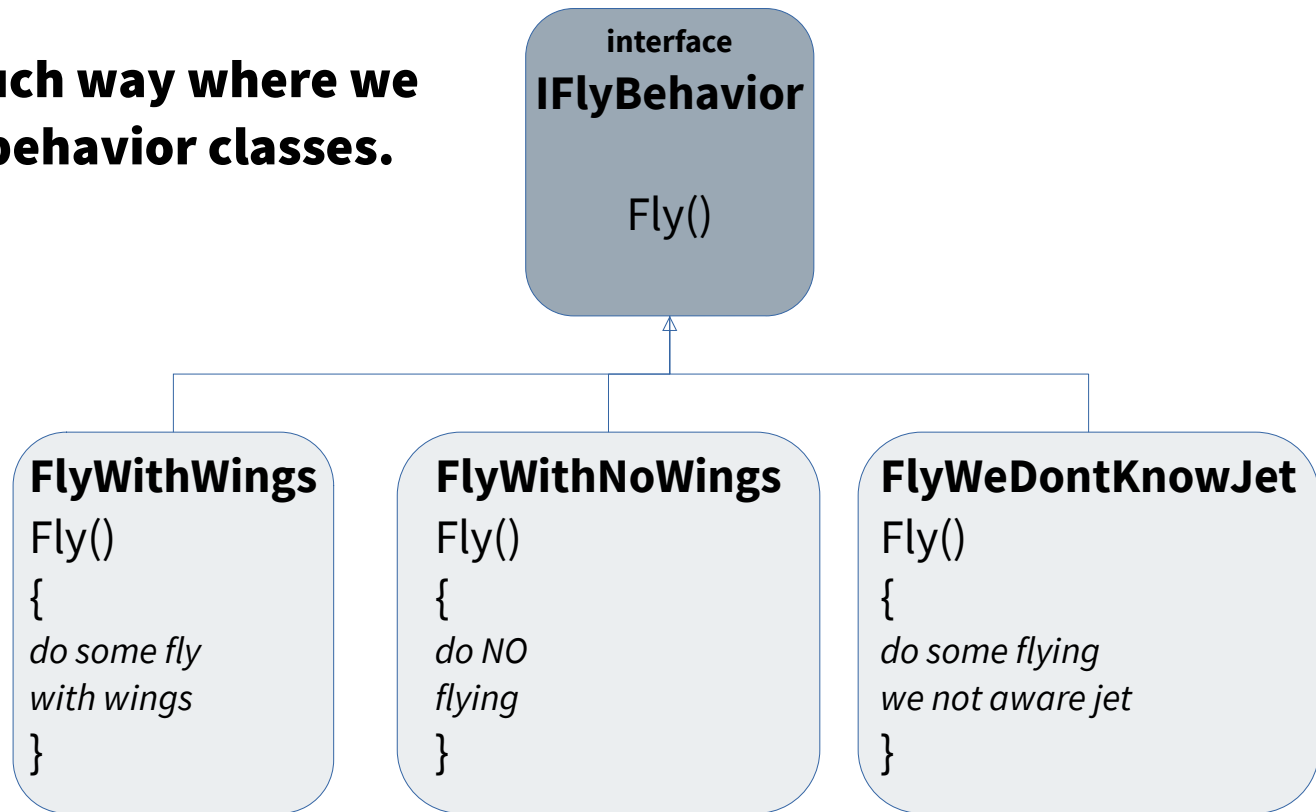 uch way where we
behavior classes.
interface
IFlyBehavior
Fly()
FlyWithWings
Fly()
{
do some fly
with wings
}
FlyWithNoWings
Fly()
{
do NO
flying
}
FlyWeDontKnowJet
Fly()
{
do some flying
we not aware jet
}